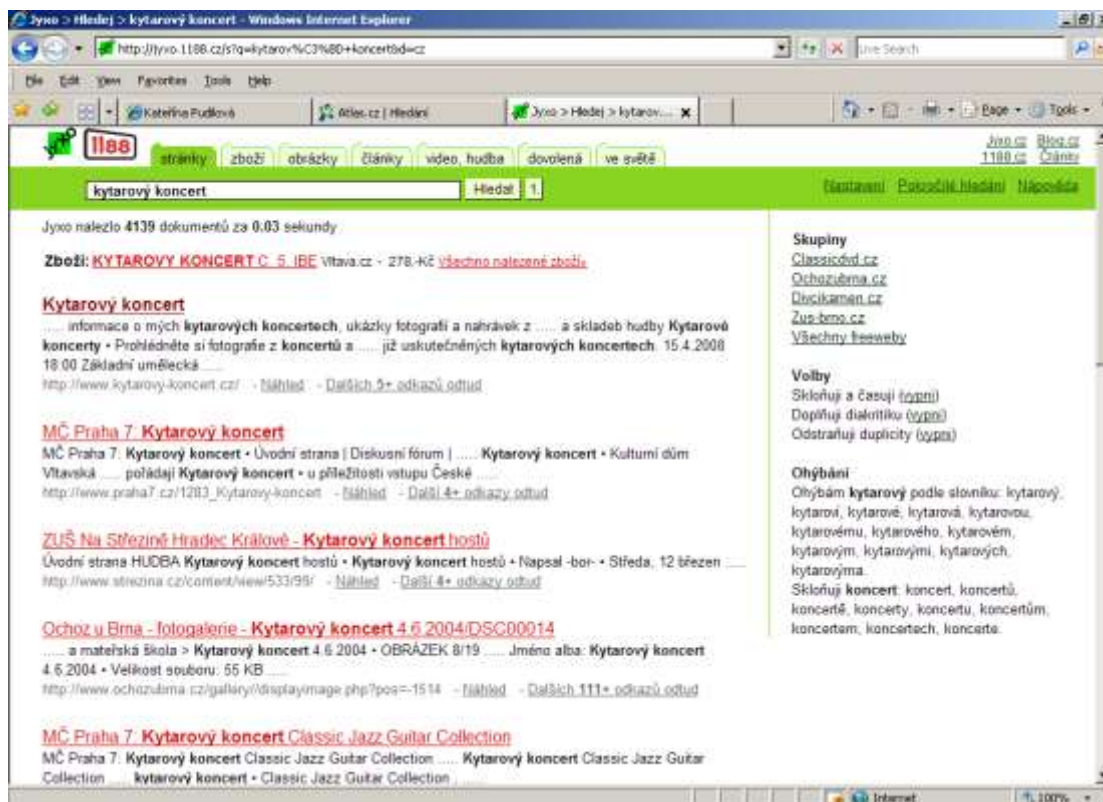 Jyxo > Hledej > kytarový koncert - Windows Internet Explorer
http://jyxo.1188.cz/s?q=kytarov%C3%BD+koncert&d=cz
Live Search
File Edit View Favorites Tools Help
Kateřina Pudlová
Atlas.cz | Hledání
Jyxo > Hledej > kytarov...
Page
Tools
1188
stránky
zboží
obrázky
články
video, hudba
dovolená
ve světě
Jyxo.cz Blog.cz
1188.cz Články
kytarový koncert
Hledat
1.
Nastavení Pokročilé hledání Nápověda
Jyxo nalezlo 4139 dokumentů za 0.03 sekundy
Zboží: KYTAROVY KONCERT C. 5. IBE Vltava.cz - 278,-Kč Všechno nalezené zboží»
Kytarový koncert
..... informace o mých kytarových koncertech, ukázky fotografií a nahrávek z ..... a skladeb hudby Kytarové
koncerty • Prohlédněte si fotografie z koncertů a ..... již uskutečněných kytarových koncertech. 15.4.2008
18:00 Základní umělecká .....
http://www.kytarovy-koncert.cz/ - Náhled - Dalších 5+ odkazů odtud
MČ Praha 7: Kytarový koncert
MČ Praha 7: Kytarový koncert • Úvodní strana | Diskusní fórum | ..... Kytarový koncert • Kulturní dům
Vltavská ..... pořádají Kytarový koncert • u příležitosti vstupu České .....
http://www.praha7.cz/1283_Kytarovy-koncert - Náhled - Další 4+ odkazy odtud
ZUŠ Na Střezině Hradec Králové - Kytarový koncert hostů
Úvodní strana HUDBA Kytarový koncert hostů • Kytarový koncert hostů • Napsal -bor- • Středa, 12 březen .....
http://www.strezina.cz/content/view/533/99/ - Náhled - Další 4+ odkazy odtud
Ochoz u Brna - fotogalerie - Kytarový koncert 4.6.2004/DSC00014
..... a mateřská škola > Kytarový koncert 4.6.2004 • OBRÁZEK 8/19 ..... Jméno alba: Kytarový koncert
4.6.2004 • Velikost souboru: 55 KB .....
http://www.ochozubrna.cz/gallery//displayimage.php?pos=-1514 - Náhled - Dalších 111+ odkazů odtud
MČ Praha 7: Kytarový koncert Classic Jazz Guitar Collection
MČ Praha 7: Kytarový koncert Classic Jazz Guitar Collection ..... Kytarový koncert Classic Jazz Guitar
Collection ..... kytarový koncert • Classic Jazz Guitar Collection .....
Skupiny
Classicdvd.cz
Ochozubrna.cz
Divcikamen.cz
Zus-brno.cz
Všechny freeweby
Volby
Skloňuji a časuji (vypni)
Doplňuji diakritiku (vypni)
Odstraňuji duplicity (vypni)
Ohýbání
Ohýbám kytarový podle slovníku: kytarový,
kytaroví, kytarové, kytarová, kytarovou,
kytarovému, kytarového, kytarovém,
kytarovým, kytarovými, kytarových,
kytarovýma.
Skloňuji koncert: koncert, koncertů,
koncertě, koncerty, koncertu, koncertům,
koncertem, koncertech, koncerte.
Internet
100%